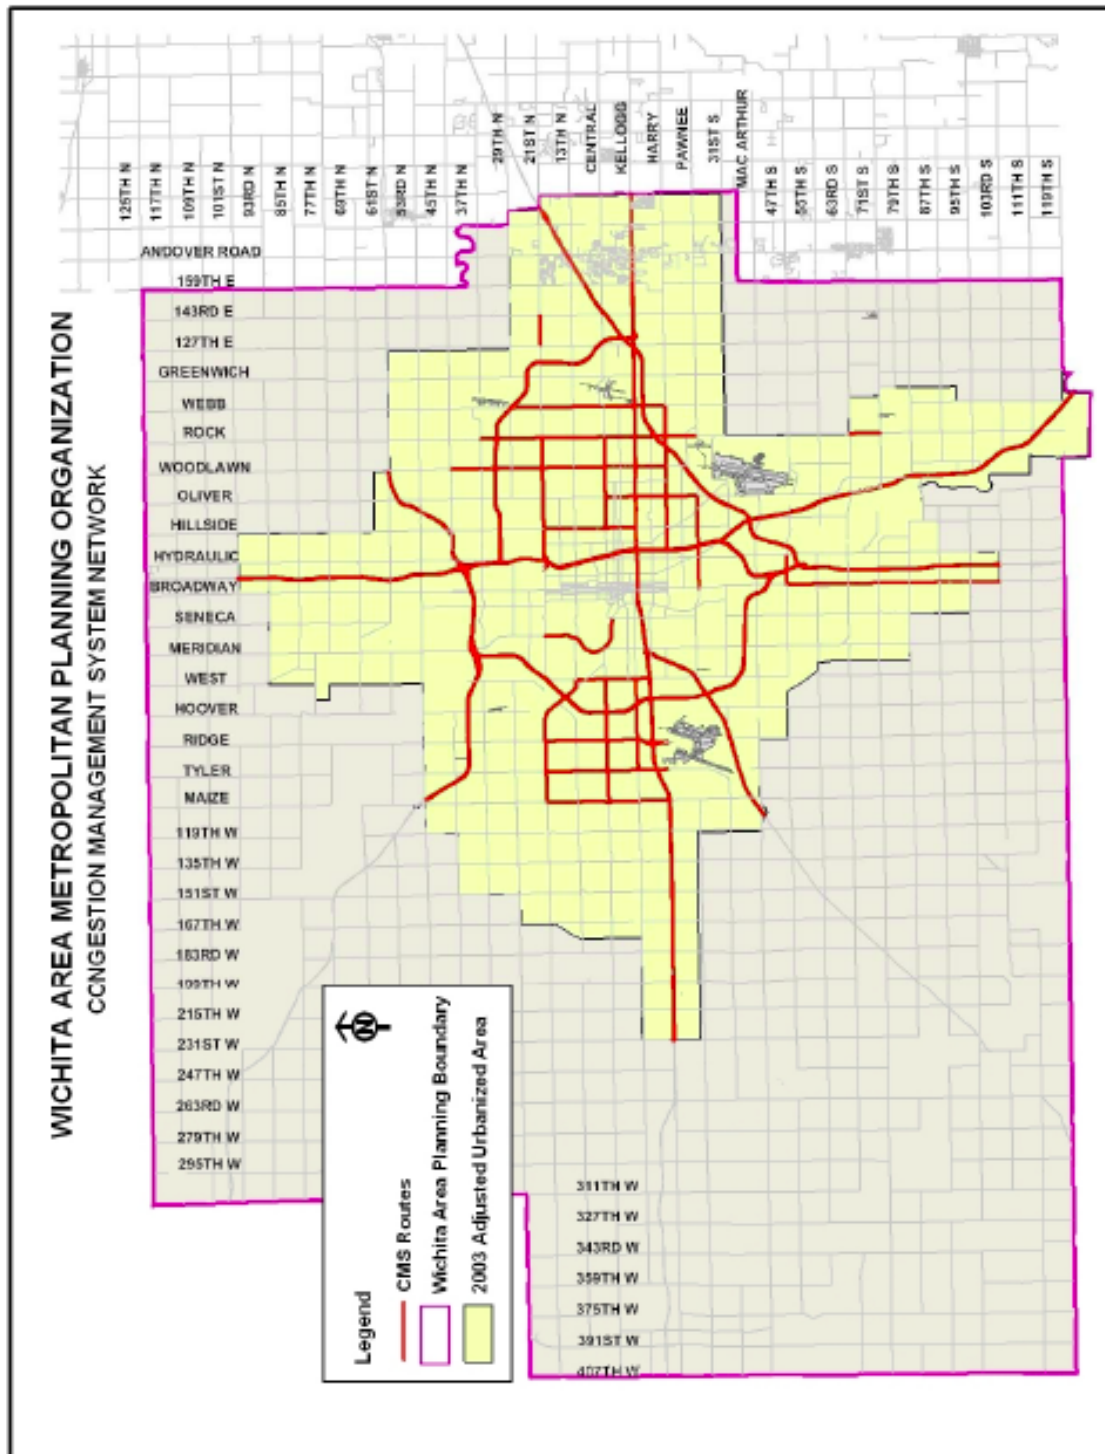 WICHITA AREA METROPOLITAN PLANNING ORGANIZATION
CONGESTION MANAGEMENT SYSTEM NETWORK
125TH N
117TH N
109TH N
101ST N
93RD N
85TH N
77TH N
69TH N
61ST N
53RD N
45TH N
37TH N
29TH N
21ST N
13TH N
CENTRAL
KELLOGG
HARRY
PAWNEE
31ST S
MAC ARTHUR
47TH S
55TH S
63RD S
71ST S
79TH S
87TH S
95TH S
103RD S
111TH S
119TH S
ANDOVER ROAD
159TH E
143RD E
127TH E
GREENWICH
WEBB
ROCK
WOODLAWN
OLIVER
HILLSIDE
HYDRAULIC
BROADWAY
SENECA
MERIDIAN
WEST
HOOVER
RIDGE
TYLER
MAIZE
119TH W
135TH W
151ST W
167TH W
183RD W
199TH W
215TH W
231ST W
247TH W
263RD W
279TH W
295TH W
311TH W
327TH W
343RD W
359TH W
375TH W
391ST W
407TH W
N
Legend
CMS Routes
Wichita Area Planning Boundary
2003 Adjusted Urbanized Area